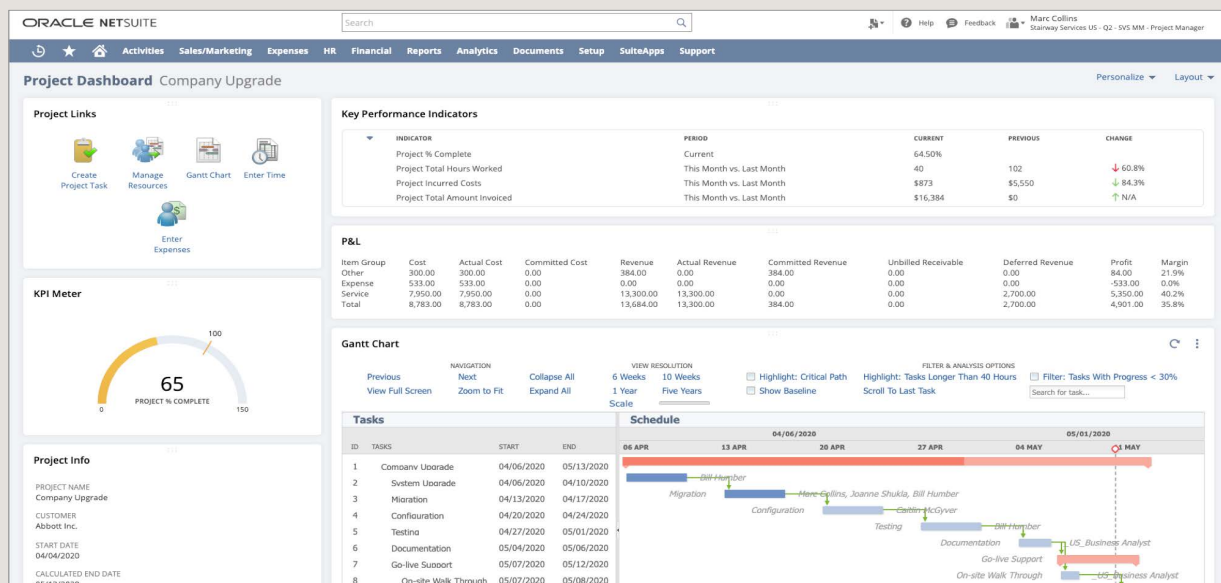 ORACLE NETSUITE
Search
Help
Feedback
Marc Collins
Stairway Services US - Q2 - SVS MM - Project Manager
Activities Sales/Marketing Expenses HR Financial Reports Analytics Documents Setup SuiteApps Support
Project Dashboard Company Upgrade
Personalize Layout
Project Links
Create Project Task
Manage Resources
Gantt Chart
Enter Time
Enter Expenses
KPI Meter
100
65
PROJECT % COMPLETE
0 150
Project Info
PROJECT NAME
Company Upgrade
CUSTOMER
Abbott Inc.
START DATE
04/04/2020
CALCULATED END DATE
05/13/2020
Key Performance Indicators
INDICATOR PERIOD CURRENT PREVIOUS CHANGE
Project % Complete Current 64.50%
Project Total Hours Worked This Month vs. Last Month 40 102 ↓ 60.8%
Project Incurred Costs This Month vs. Last Month $873 $5,550 ↓ 84.3%
Project Total Amount Invoiced This Month vs. Last Month $16,384 $0 ↑ N/A
P&L
Item Group Cost Actual Cost Committed Cost Revenue Actual Revenue Committed Revenue Unbilled Receivable Deferred Revenue Profit Margin
Other 300.00 300.00 0.00 384.00 0.00 384.00 0.00 0.00 84.00 21.9%
Expense 533.00 533.00 0.00 0.00 0.00 0.00 0.00 0.00 -533.00 0.0%
Service 7,950.00 7,950.00 0.00 13,300.00 13,300.00 0.00 0.00 2,700.00 5,350.00 40.2%
Total 8,783.00 8,783.00 0.00 13,684.00 13,300.00 384.00 0.00 2,700.00 4,901.00 35.8%
Gantt Chart
NAVIGATION VIEW RESOLUTION FILTER & ANALYSIS OPTIONS
Previous Next Collapse All 6 Weeks 10 Weeks Highlight: Critical Path Highlight: Tasks Longer Than 40 Hours Filter: Tasks With Progress < 30%
View Full Screen Zoom to Fit Expand All 1 Year Five Years Show Baseline Scroll To Last Task Search for task...
Scale
Tasks Schedule
04/06/2020 05/01/2020
ID TASKS START END 06 APR 13 APR 20 APR 27 APR 04 MAY 1 MAY
1 Company Upgrade 04/06/2020 05/13/2020
2 System Upgrade 04/06/2020 04/10/2020 Bill Humber
3 Migration 04/13/2020 04/17/2020 Migration Marc Collins, Joanne Shukla, Bill Humber
4 Configuration 04/20/2020 04/24/2020 Configuration Caitlin McGyver
5 Testing 04/27/2020 05/01/2020 Testing Bill Humber
6 Documentation 05/04/2020 05/06/2020 Documentation _US_Business Analyst
7 Go-live Support 05/07/2020 05/12/2020 Go-live Support
8 On-site Walk Through 05/07/2020 05/08/2020 On-site Walk Through _US_Business Analyst